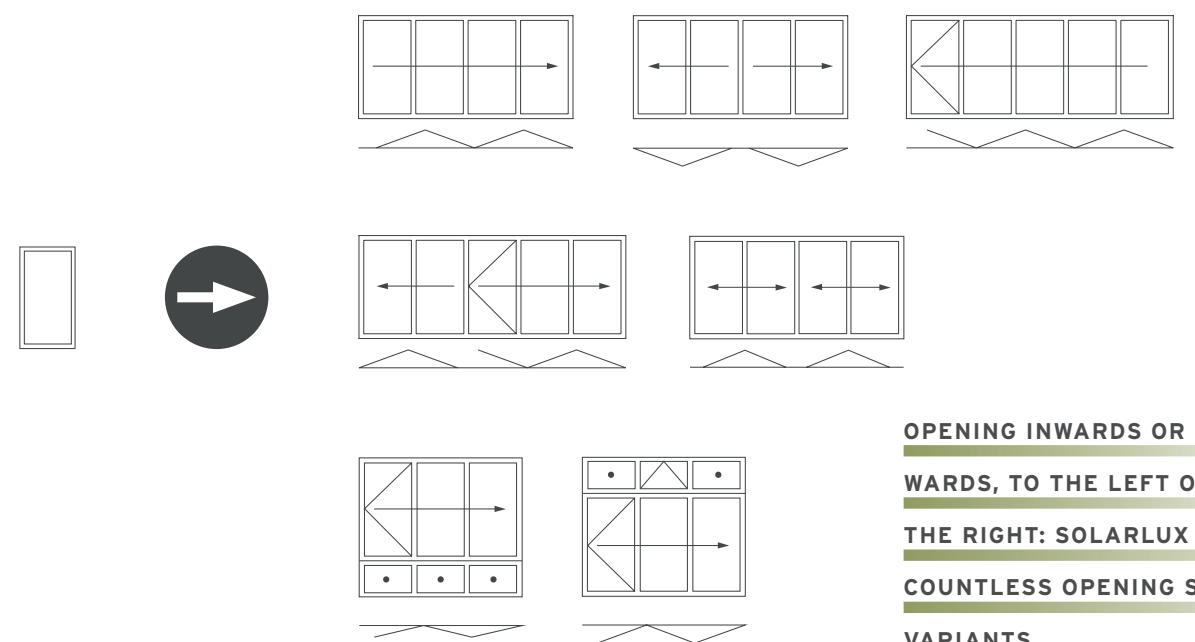 OPENING INWARDS OR
WARDS, TO THE LEFT O
THE RIGHT: SOLARLUX
COUNTLESS OPENING S
VARIANTS